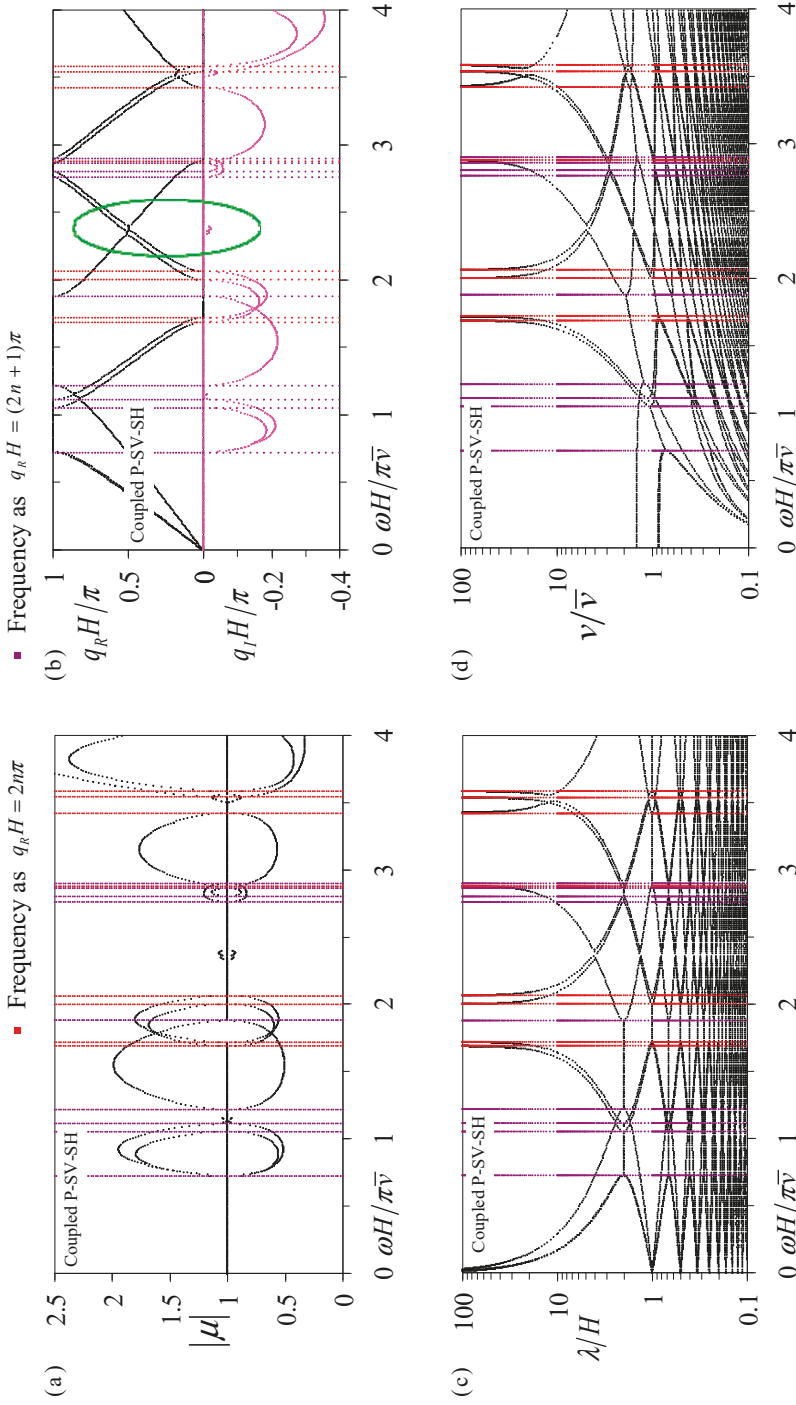 ■ Frequency as q_R H = 2nπ
■ Frequency as q_R H = (2n + 1)π
(a)
2.5
2
1.5
1
0.5
0
|μ|
Coupled P-SV-SH
0 ωH/πv̅ 1 2 3 4
(b)
1
0.5
0
-0.2
-0.4
q_R H/π
q_I H/π
Coupled P-SV-SH
0 ωH/πv̅ 1 2 3 4
(c)
100
10
1
0.1
λ/H
Coupled P-SV-SH
0 ωH/πv̅ 1 2 3 4
(d)
100
10
1
0.1
v/v̅
Coupled P-SV-SH
0 ωH/πv̅ 1 2 3 4